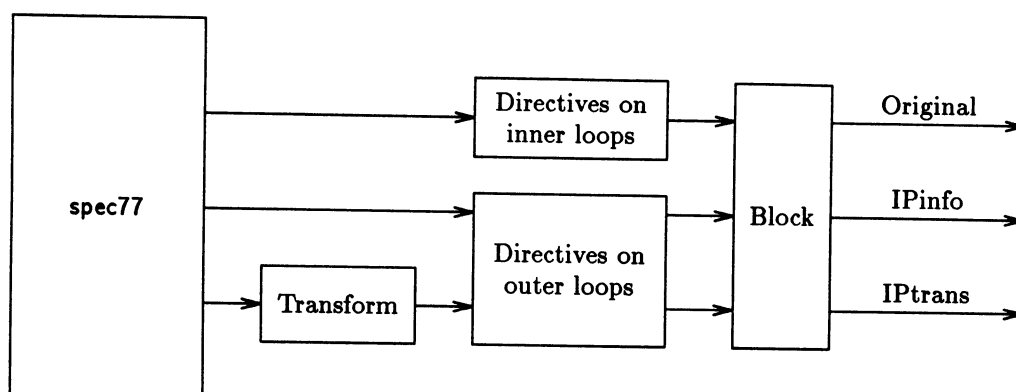 spec77
Directives on
inner loops
Directives on
outer loops
Transform
Block
Original
IPinfo
IPtrans